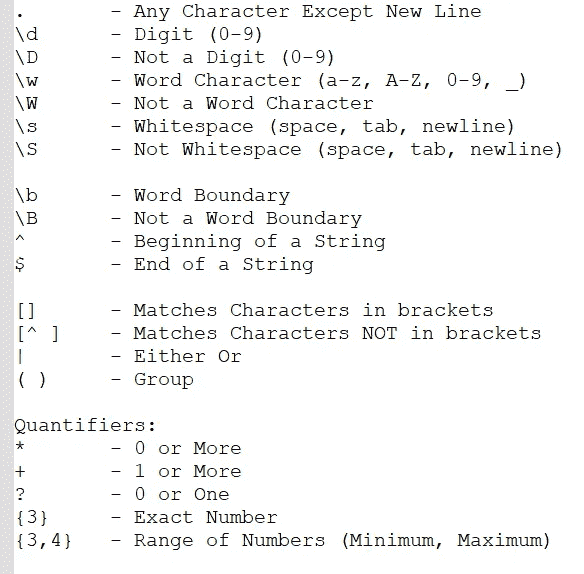 .       - Any Character Except New Line
\d      - Digit (0-9)
\D      - Not a Digit (0-9)
\w      - Word Character (a-z, A-Z, 0-9, _)
\W      - Not a Word Character
\s      - Whitespace (space, tab, newline)
\S      - Not Whitespace (space, tab, newline)

\b      - Word Boundary
\B      - Not a Word Boundary
^       - Beginning of a String
$       - End of a String

[]      - Matches Characters in brackets
[^ ]    - Matches Characters NOT in brackets
|       - Either Or
( )     - Group

Quantifiers:
*       - 0 or More
+       - 1 or More
?       - 0 or One
{3}     - Exact Number
{3,4}   - Range of Numbers (Minimum, Maximum)